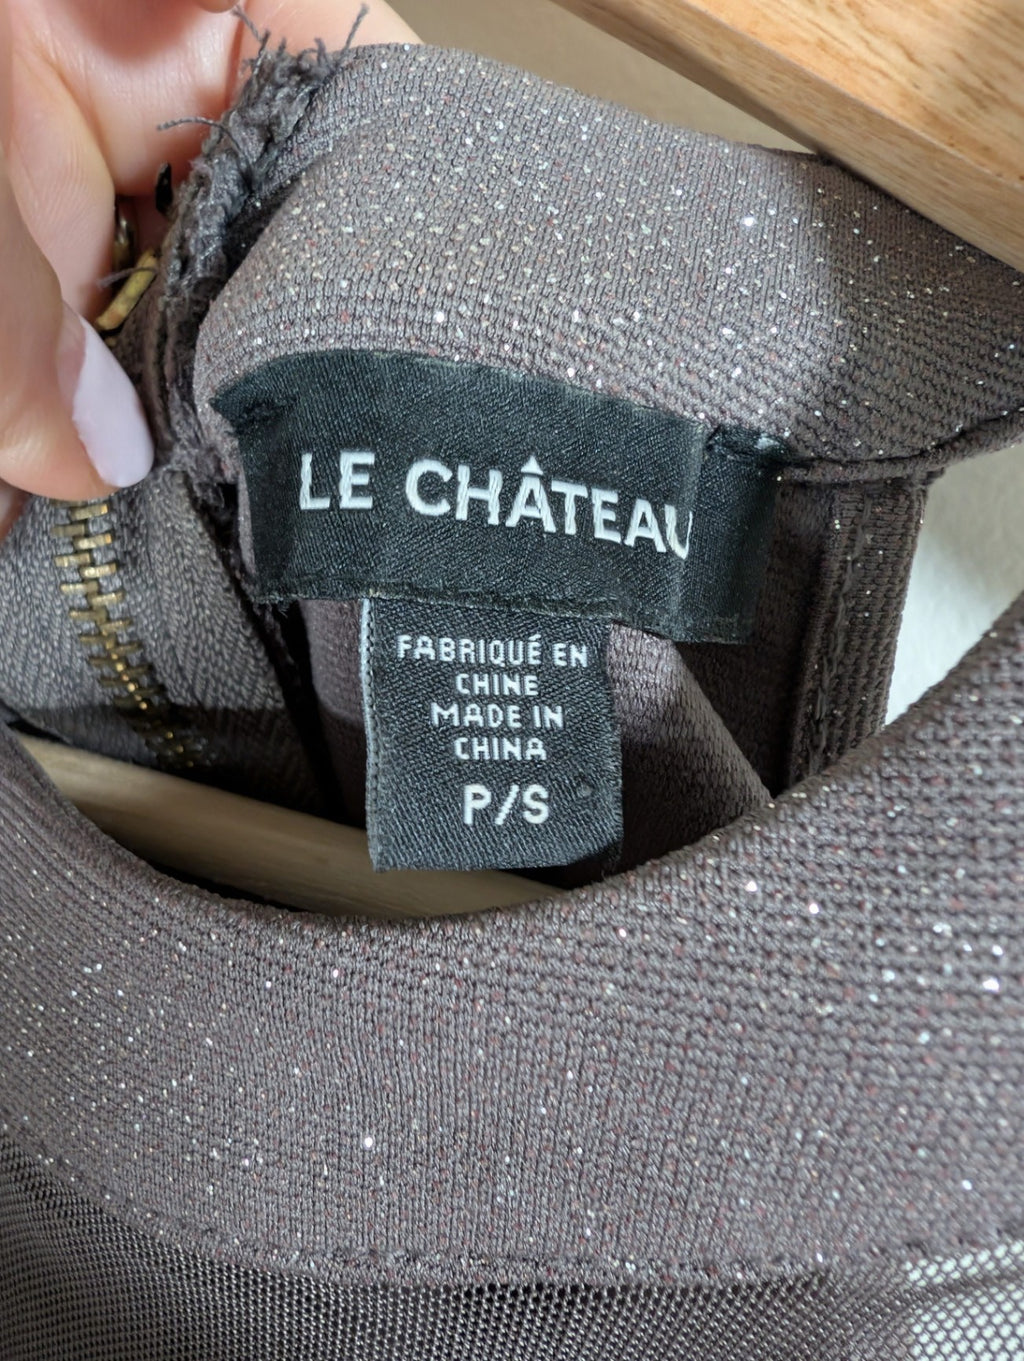 LE CHÂTEAU
FABRIQUÉ EN
CHINE
MADE IN
CHINA
P/S